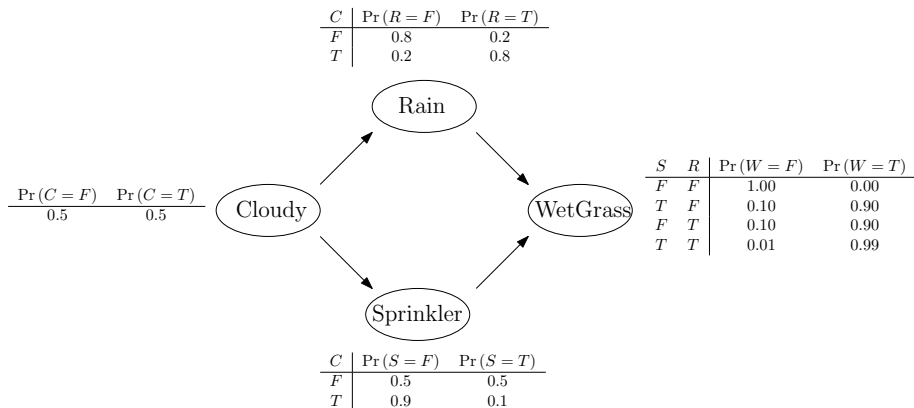 C Pr (R = F) Pr (R = T)
F 0.8 0.2
T 0.2 0.8
Rain
Pr (C = F) Pr (C = T)
0.5 0.5
Cloudy
WetGrass
S R Pr (W = F) Pr (W = T)
F F 1.00 0.00
T F 0.10 0.90
F T 0.10 0.90
T T 0.01 0.99
Sprinkler
C Pr (S = F) Pr (S = T)
F 0.5 0.5
T 0.9 0.1